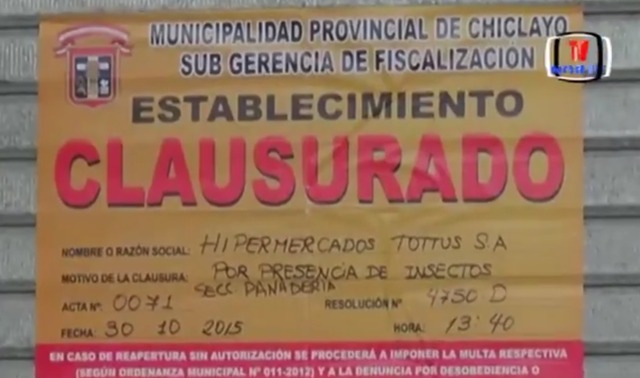 MUNICIPALIDAD PROVINCIAL DE CHICLAYO
SUB GERENCIA DE FISCALIZACIÓN
TV
ESTABLECIMIENTO
CLAUSURADO
NOMBRE O RAZÓN SOCIAL: HIPERMERCADOS TOTTUS S.A
MOTIVO DE LA CLAUSURA: POR PRESENCIA DE INSECTOS
SECC PANADERIA
ACTA Nº. 0071 RESOLUCIÓN Nº 4750 D
FECHA: 30 10 2015 HORA: 13:40
EN CASO DE REAPERTURA SIN AUTORIZACIÓN SE PROCEDERÁ A IMPONER LA MULTA RESPECTIVA
(SEGÚN ORDENANZA MUNICIPAL Nº 011-2012) Y A LA DENUNCIA POR DESOBEDIENCIA O